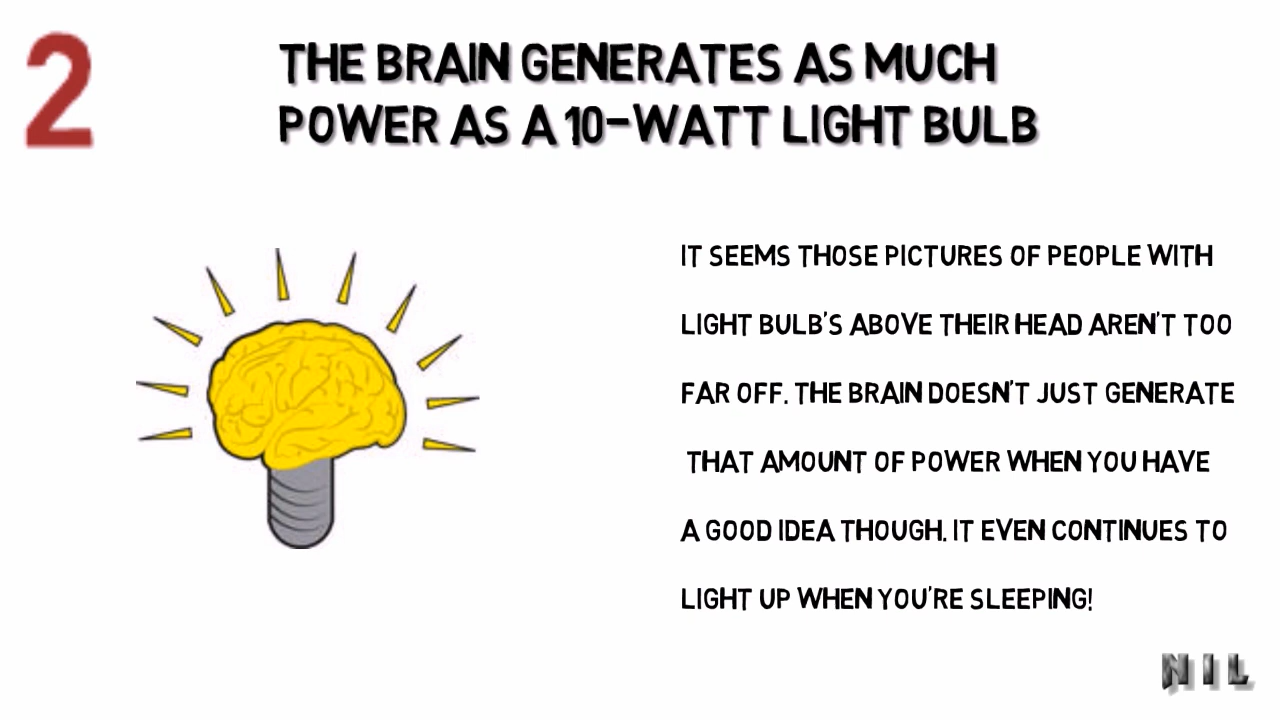 2
THE BRAIN GENERATES AS MUCH
POWER AS A 10-WATT LIGHT BULB
IT SEEMS THOSE PICTURES OF PEOPLE WITH
LIGHT BULB'S ABOVE THEIR HEAD AREN'T TOO
FAR OFF. THE BRAIN DOESN'T JUST GENERATE
THAT AMOUNT OF POWER WHEN YOU HAVE
A GOOD IDEA THOUGH. IT EVEN CONTINUES TO
LIGHT UP WHEN YOU'RE SLEEPING!
NIL